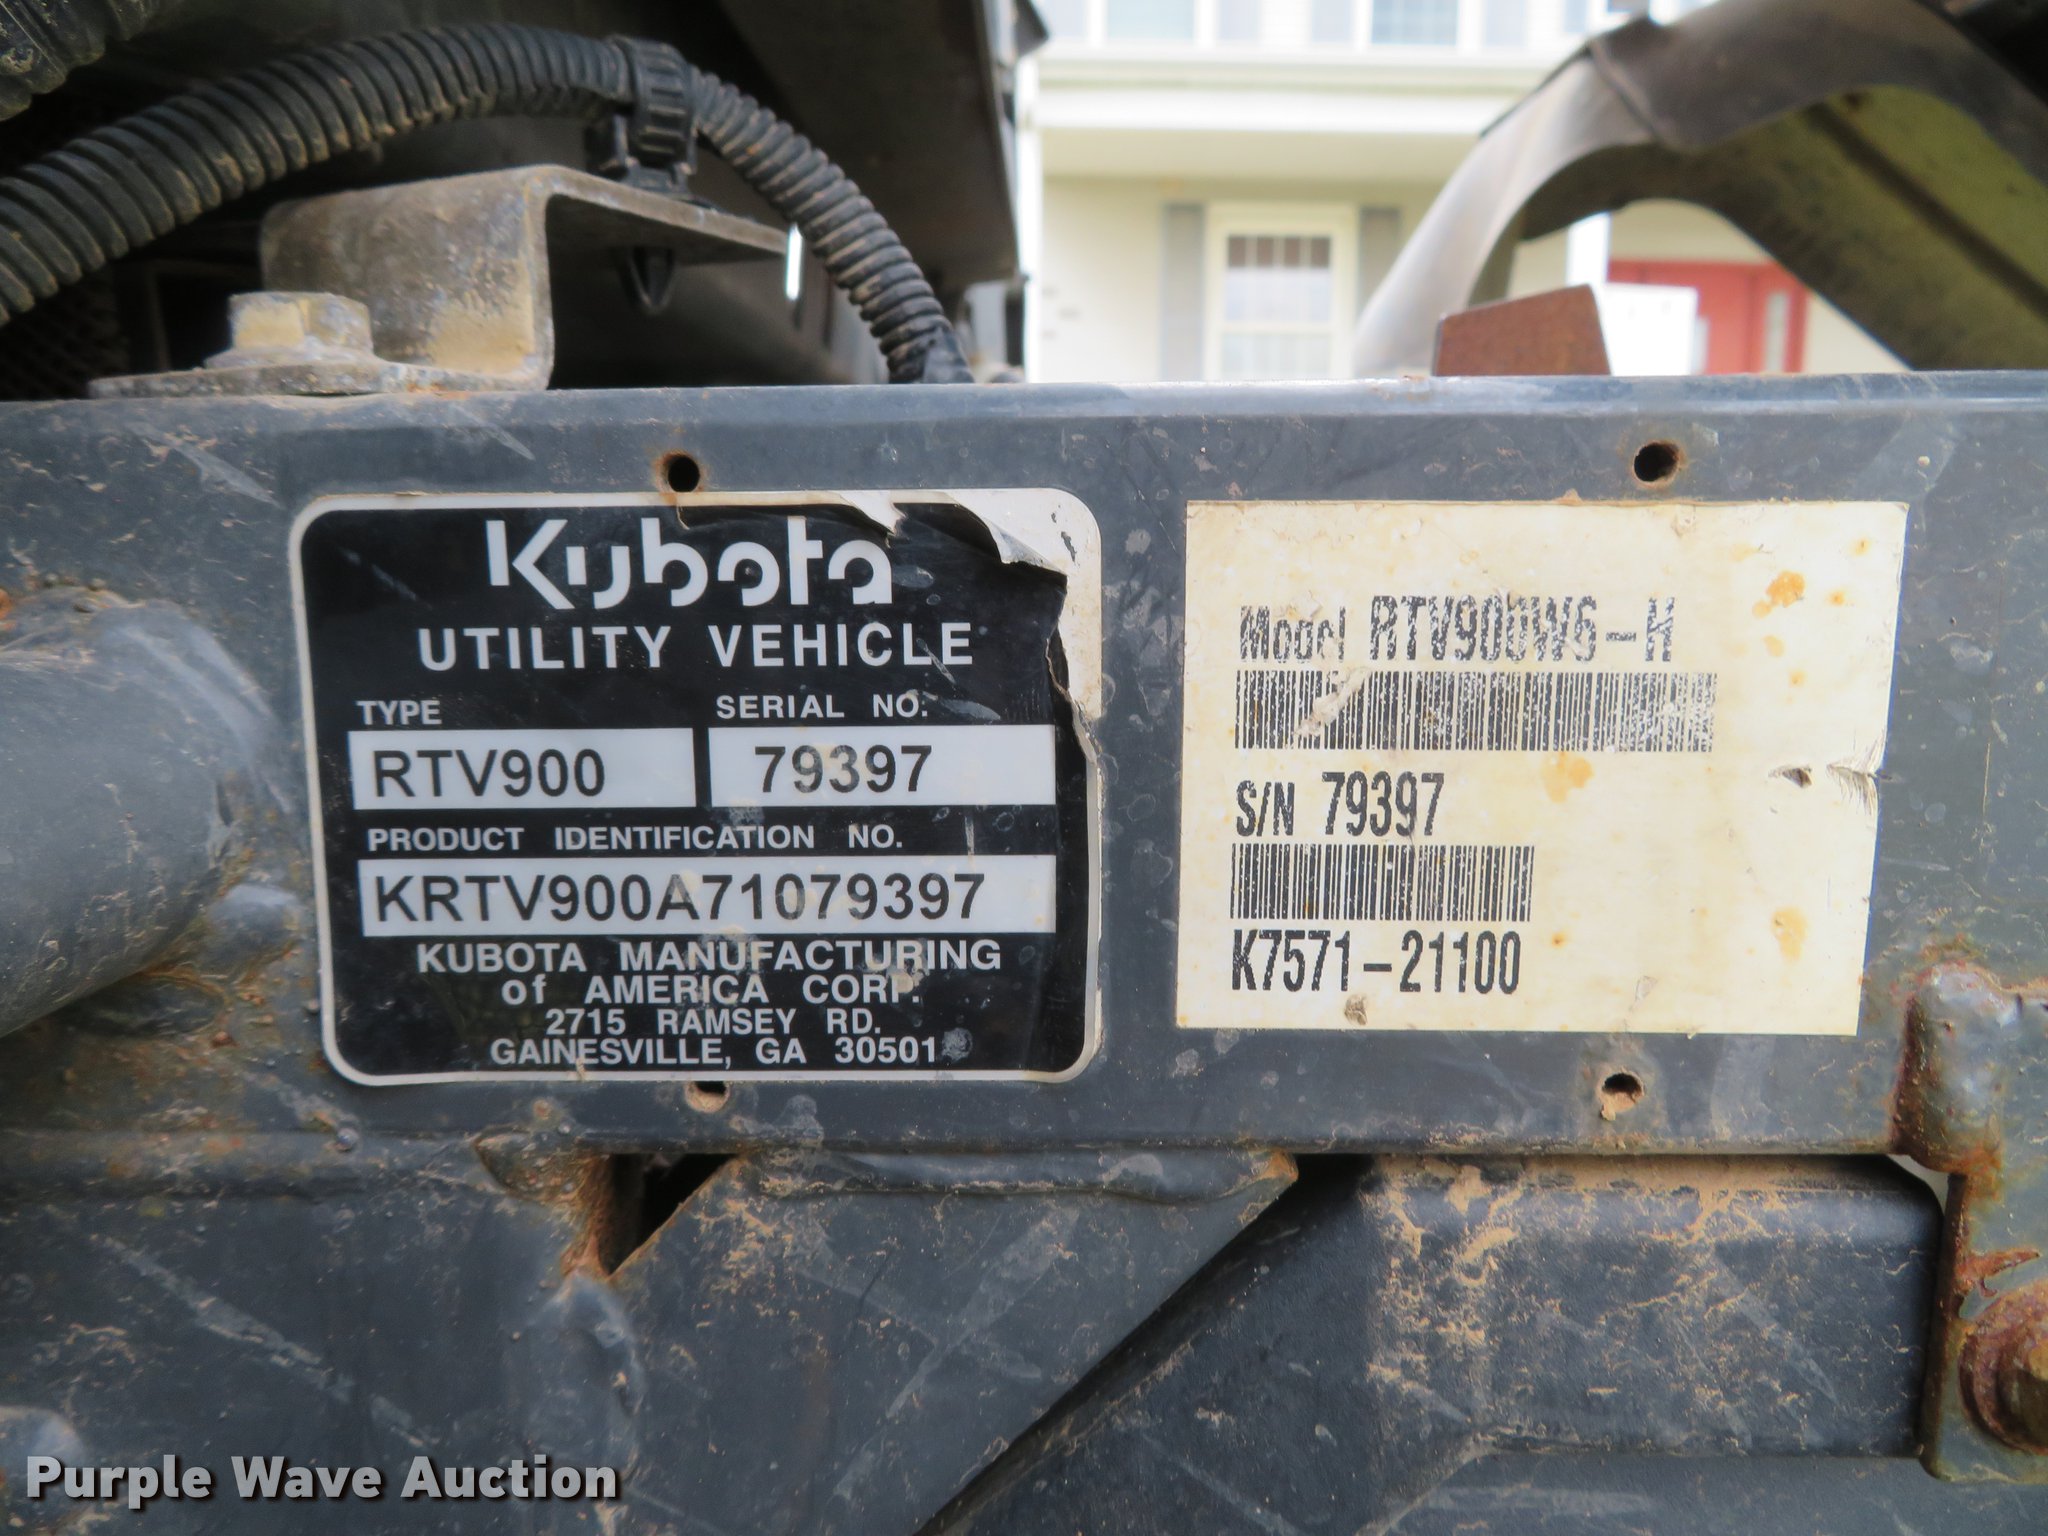 Kubota
UTILITY VEHICLE
TYPE SERIAL NO.
RTV900 79397
PRODUCT IDENTIFICATION NO.
KRTV900A71079397
KUBOTA MANUFACTURING
of AMERICA CORP.
2715 RAMSEY RD.
GAINESVILLE, GA 30501
Model RTV900W6-H
S/N 79397
K7571-21100
Purple Wave Auction